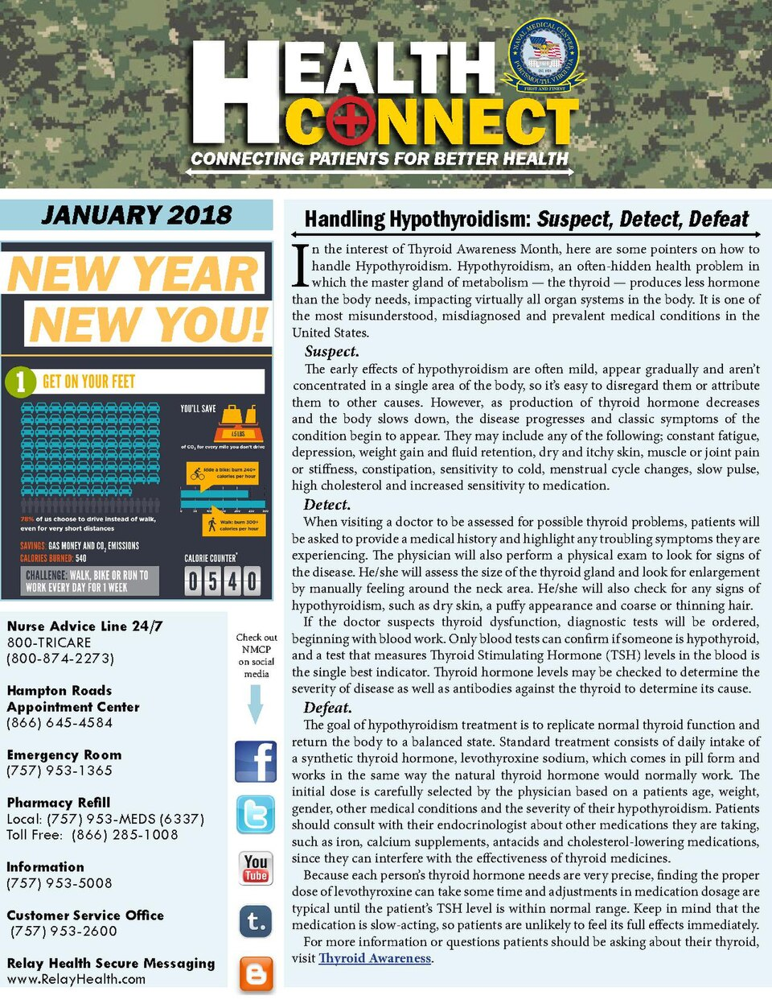 HEALTH
CONNECT
CONNECTING PATIENTS FOR BETTER HEALTH
NAVAL MEDICAL CENTER
PORTSMOUTH, VIRGINIA
FIRST AND FINEST
JANUARY 2018
NEW YEAR
NEW YOU!
1 GET ON YOUR FEET
YOU'LL SAVE
1.5 LBS
of CO2 for every mile you don't drive
Ride a bike: burn 240+
calories per hour
Walk: burn 300+
calories per hour
78% of us choose to drive instead of walk,
even for very short distances
SAVINGS: GAS MONEY AND CO2 EMISSIONS
CALORIES BURNED: 540
CHALLENGE: WALK, BIKE OR RUN TO
WORK EVERY DAY FOR 1 WEEK
CALORIE COUNTER*
0 5 4 0
Nurse Advice Line 24/7
800-TRICARE
(800-874-2273)
Hampton Roads
Appointment Center
(866) 645-4584
Emergency Room
(757) 953-1365
Pharmacy Refill
Local: (757) 953-MEDS (6337)
Toll Free: (866) 285-1008
Information
(757) 953-5008
Customer Service Office
(757) 953-2600
Relay Health Secure Messaging
www.RelayHealth.com
Check out
NMCP
on social
media
f
t
You
Tube
t.
B
Handling Hypothyroidism: Suspect, Detect, Defeat
In the interest of Thyroid Awareness Month, here are some pointers on how to
handle Hypothyroidism. Hypothyroidism, an often-hidden health problem in
which the master gland of metabolism — the thyroid — produces less hormone
than the body needs, impacting virtually all organ systems in the body. It is one of
the most misunderstood, misdiagnosed and prevalent medical conditions in the
United States.
Suspect.
The early effects of hypothyroidism are often mild, appear gradually and aren't
concentrated in a single area of the body, so it's easy to disregard them or attribute
them to other causes. However, as production of thyroid hormone decreases
and the body slows down, the disease progresses and classic symptoms of the
condition begin to appear. They may include any of the following; constant fatigue,
depression, weight gain and fluid retention, dry and itchy skin, muscle or joint pain
or stiffness, constipation, sensitivity to cold, menstrual cycle changes, slow pulse,
high cholesterol and increased sensitivity to medication.
Detect.
When visiting a doctor to be assessed for possible thyroid problems, patients will
be asked to provide a medical history and highlight any troubling symptoms they are
experiencing. The physician will also perform a physical exam to look for signs of
the disease. He/she will assess the size of the thyroid gland and look for enlargement
by manually feeling around the neck area. He/she will also check for any signs of
hypothyroidism, such as dry skin, a puffy appearance and coarse or thinning hair.
If the doctor suspects thyroid dysfunction, diagnostic tests will be ordered,
beginning with blood work. Only blood tests can confirm if someone is hypothyroid,
and a test that measures Thyroid Stimulating Hormone (TSH) levels in the blood is
the single best indicator. Thyroid hormone levels may be checked to determine the
severity of disease as well as antibodies against the thyroid to determine its cause.
Defeat.
The goal of hypothyroidism treatment is to replicate normal thyroid function and
return the body to a balanced state. Standard treatment consists of daily intake of
a synthetic thyroid hormone, levothyroxine sodium, which comes in pill form and
works in the same way the natural thyroid hormone would normally work. The
initial dose is carefully selected by the physician based on a patients age, weight,
gender, other medical conditions and the severity of their hypothyroidism. Patients
should consult with their endocrinologist about other medications they are taking,
such as iron, calcium supplements, antacids and cholesterol-lowering medications,
since they can interfere with the effectiveness of thyroid medicines.
Because each person's thyroid hormone needs are very precise, finding the proper
dose of levothyroxine can take some time and adjustments in medication dosage are
typical until the patient's TSH level is within normal range. Keep in mind that the
medication is slow-acting, so patients are unlikely to feel its full effects immediately.
For more information or questions patients should be asking about their thyroid,
visit Thyroid Awareness.